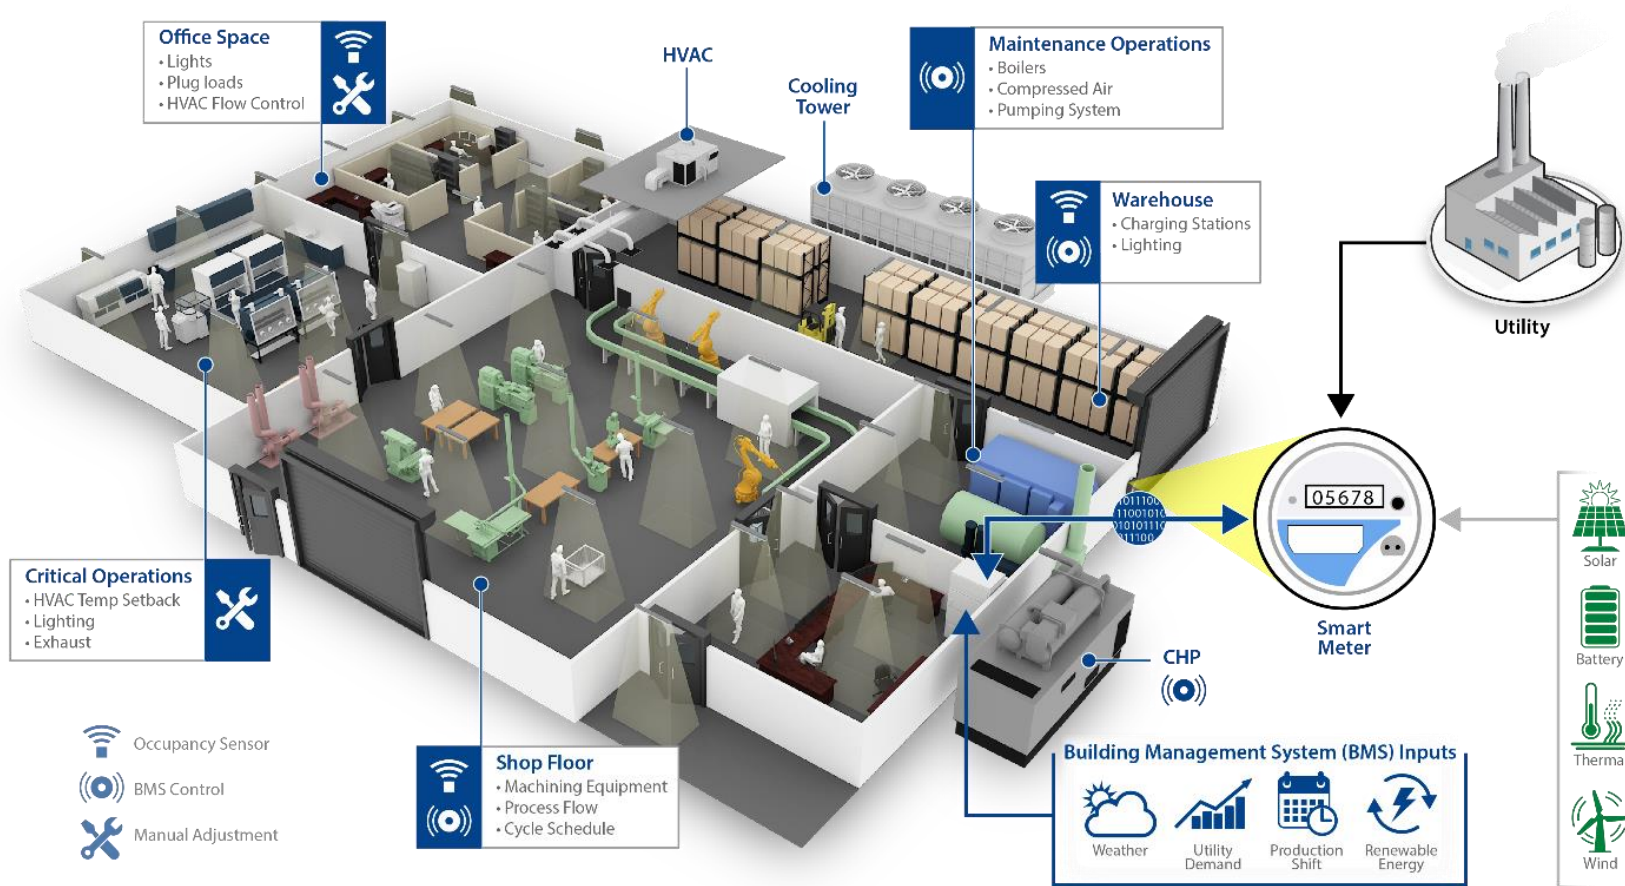 Office Space
• Lights
• Plug loads
• HVAC Flow Control
HVAC
Cooling
Tower
Maintenance Operations
• Boilers
• Compressed Air
• Pumping System
Warehouse
• Charging Stations
• Lighting
Utility
05678
Smart
Meter
Solar
Battery
Therma
Wind
Critical Operations
• HVAC Temp Setback
• Lighting
• Exhaust
CHP
Occupancy Sensor
BMS Control
Manual Adjustment
Shop Floor
• Machining Equipment
• Process Flow
• Cycle Schedule
Building Management System (BMS) Inputs
Weather
Utility
Demand
Production
Shift
Renewable
Energy